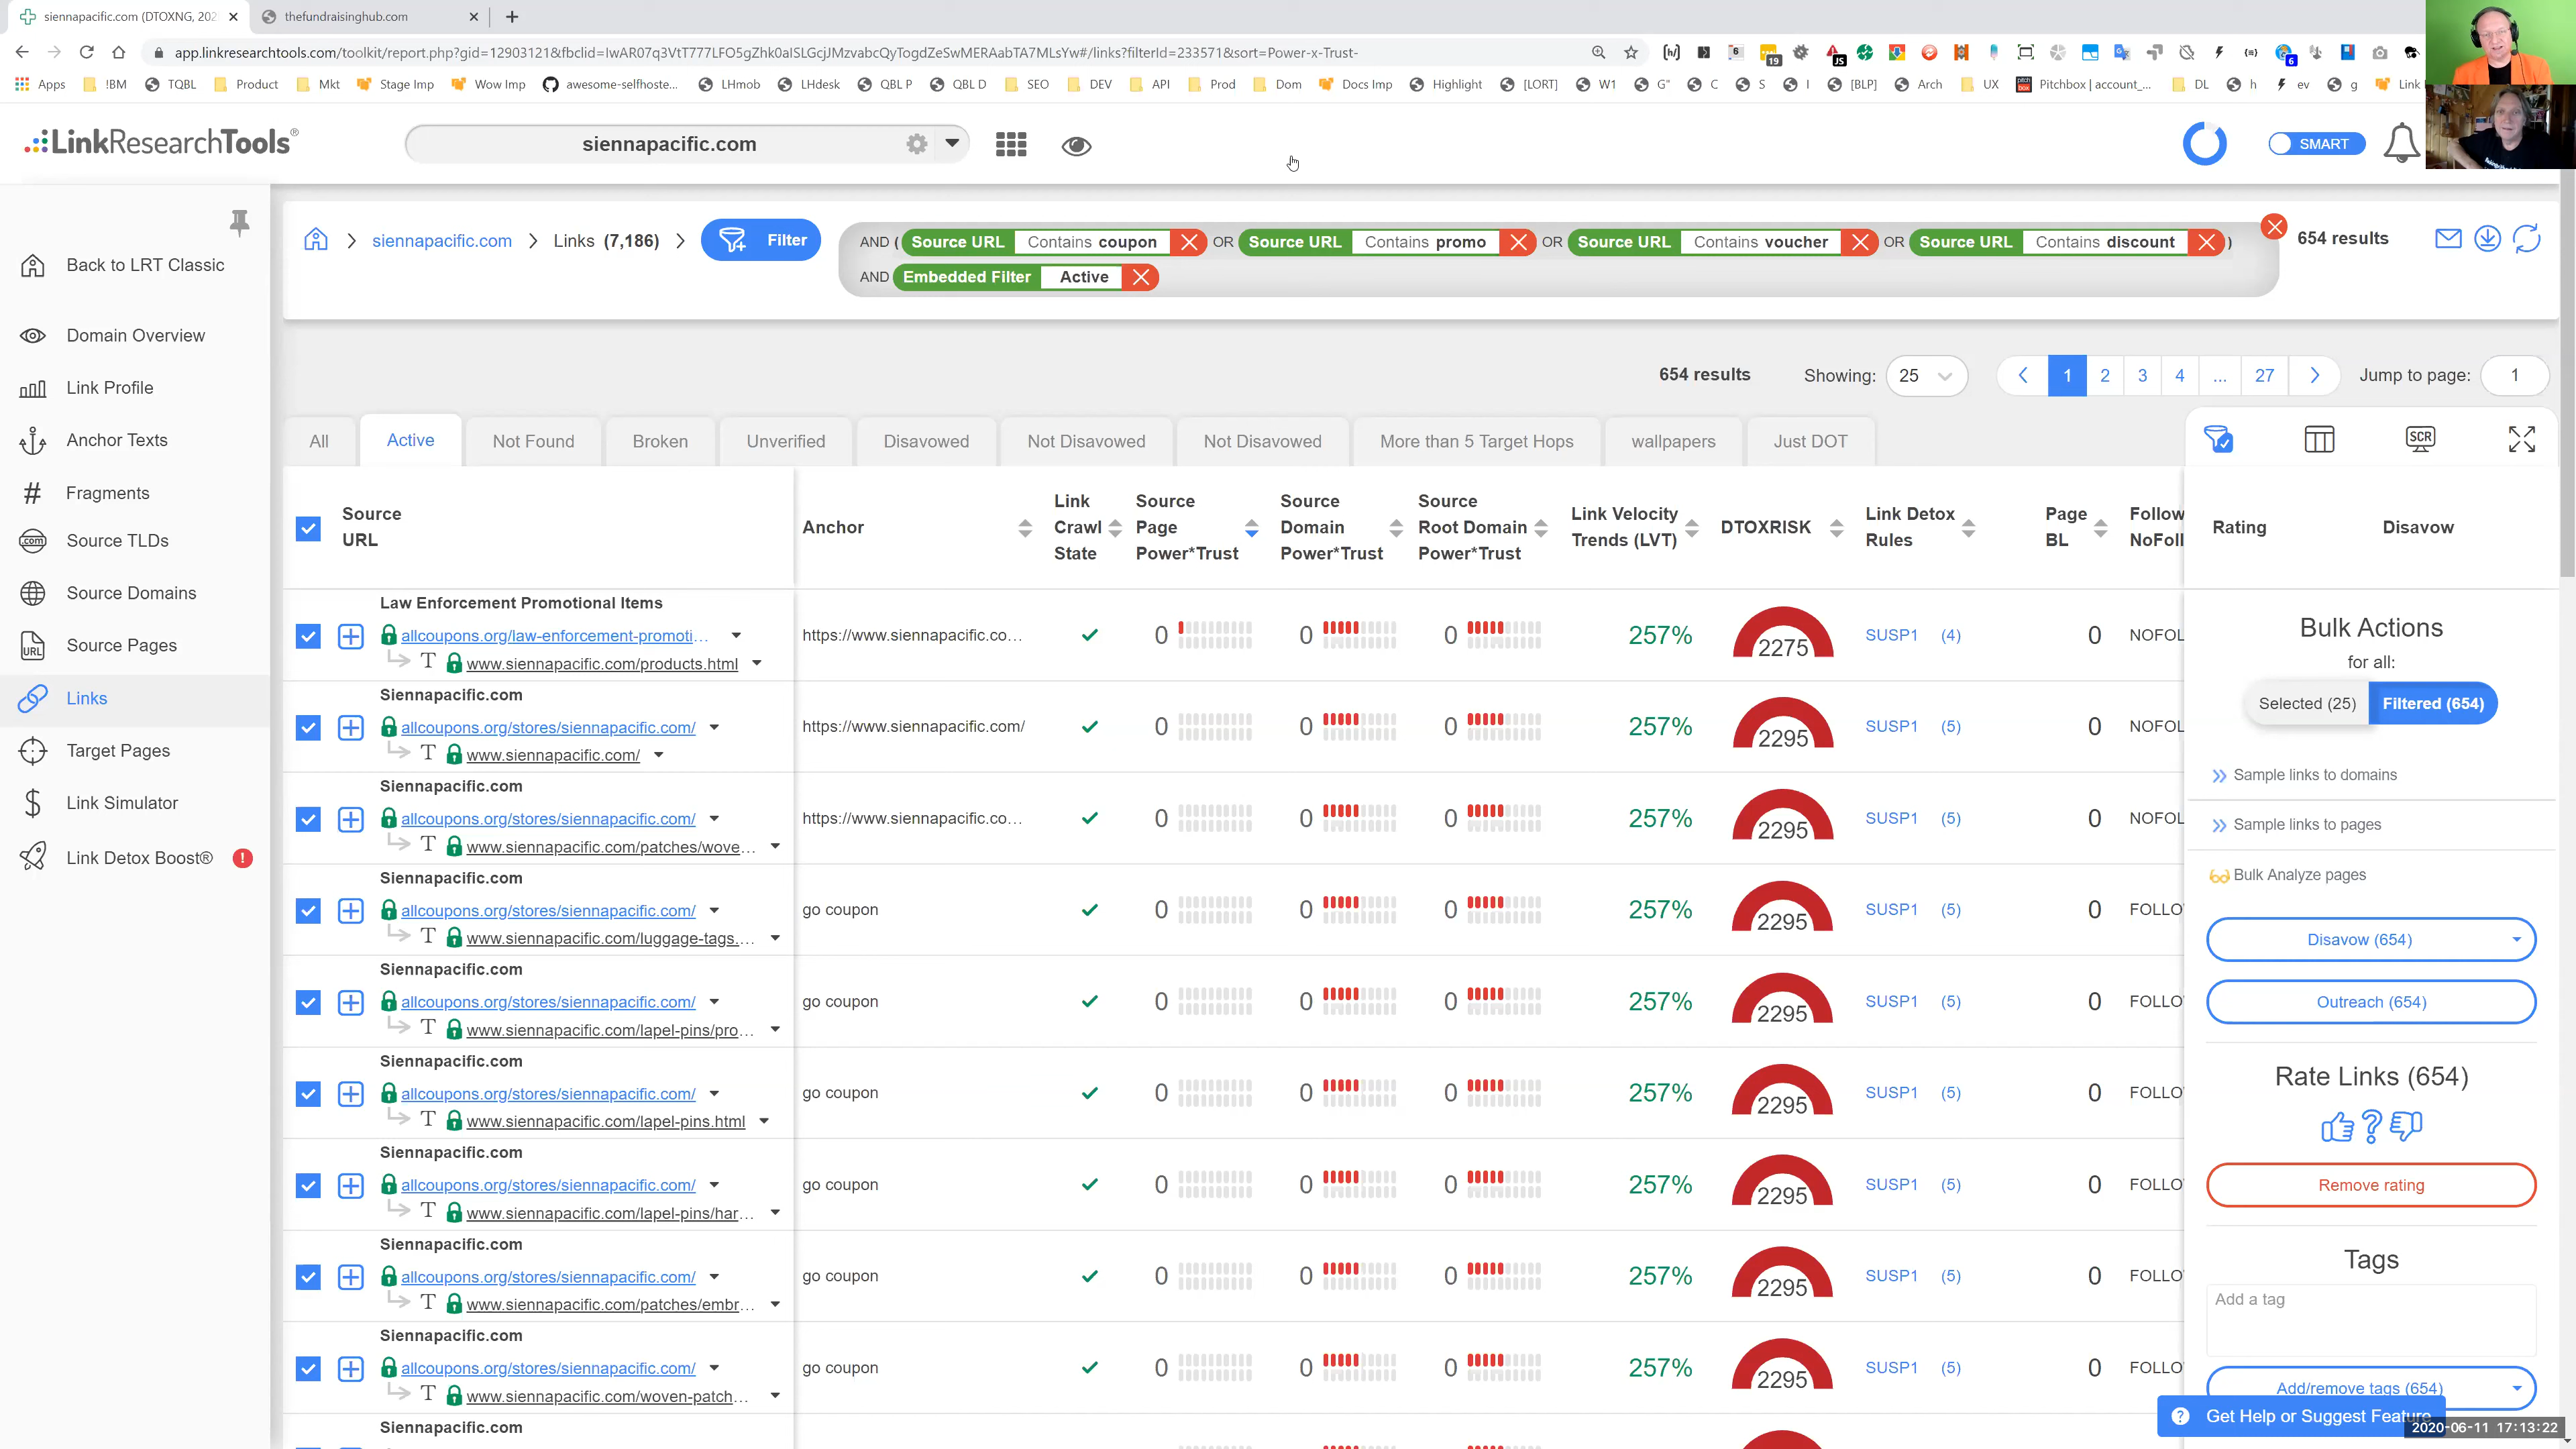 siennapacific.com (DTOXNG, 202
thefundraisinghub.com
app.linkresearchtools.com/toolkit/report.php?gid=12903121&fbclid=IwAR07q3VtT777LFO5gZhk0aISLGcjJMzvabcQyTogdZeSwMERAabTA7MLsYw#/links?filterId=233571&sort=Power-x-Trust-
Apps !BM TQBL Product Mkt Stage Imp Wow Imp awesome-selfhoste... LHmob LHdesk QBL P QBL D SEO DEV API Prod Dom Docs Imp Highlight [LORT] W1 G" C S I [BLP] Arch UX Pitchbox | account_... DL h ev g Link
LinkResearchTools®
siennapacific.com
SMART
Back to LRT Classic
Domain Overview
Link Profile
Anchor Texts
Fragments
Source TLDs
Source Domains
Source Pages
Links
Target Pages
Link Simulator
Link Detox Boost® !
siennapacific.com > Links (7,186) > Filter
AND ( Source URL Contains coupon OR Source URL Contains promo OR Source URL Contains voucher OR Source URL Contains discount )
AND Embedded Filter Active
654 results
654 results Showing: 25 1 2 3 4 ... 27 Jump to page: 1
All Active Not Found Broken Unverified Disavowed Not Disavowed Not Disavowed More than 5 Target Hops wallpapers Just DOT
SCR
Source URL
Anchor
Link Crawl State
Source Page Power*Trust
Source Domain Power*Trust
Source Root Domain Power*Trust
Link Velocity Trends (LVT)
DTOXRISK
Link Detox Rules
Page BL
Follow NoFoll
Rating
Disavow
Law Enforcement Promotional Items
allcoupons.org/law-enforcement-promoti... https://www.siennapacific.co... 0 0 0 257% 2275 SUSP1 (4) 0 NOFOL
T www.siennapacific.com/products.html
Siennapacific.com
allcoupons.org/stores/siennapacific.com/ https://www.siennapacific.com/ 0 0 0 257% 2295 SUSP1 (5) 0 NOFOL
T www.siennapacific.com/
Siennapacific.com
allcoupons.org/stores/siennapacific.com/ https://www.siennapacific.co... 0 0 0 257% 2295 SUSP1 (5) 0 NOFOL
T www.siennapacific.com/patches/wove...
Siennapacific.com
allcoupons.org/stores/siennapacific.com/ go coupon 0 0 0 257% 2295 SUSP1 (5) 0 FOLLO
T www.siennapacific.com/luggage-tags....
Siennapacific.com
allcoupons.org/stores/siennapacific.com/ go coupon 0 0 0 257% 2295 SUSP1 (5) 0 FOLLO
T www.siennapacific.com/lapel-pins/pro...
Siennapacific.com
allcoupons.org/stores/siennapacific.com/ go coupon 0 0 0 257% 2295 SUSP1 (5) 0 FOLLO
T www.siennapacific.com/lapel-pins.html
Siennapacific.com
allcoupons.org/stores/siennapacific.com/ go coupon 0 0 0 257% 2295 SUSP1 (5) 0 FOLLO
T www.siennapacific.com/lapel-pins/har...
Siennapacific.com
allcoupons.org/stores/siennapacific.com/ go coupon 0 0 0 257% 2295 SUSP1 (5) 0 FOLLO
T www.siennapacific.com/patches/embr...
Siennapacific.com
allcoupons.org/stores/siennapacific.com/ go coupon 0 0 0 257% 2295 SUSP1 (5) 0 FOLLO
T www.siennapacific.com/woven-patch...
Siennapacific.com
Bulk Actions
for all:
Selected (25) Filtered (654)
Sample links to domains
Sample links to pages
Bulk Analyze pages
Disavow (654)
Outreach (654)
Rate Links (654)
Remove rating
Tags
Add a tag
Add/remove tags (654)
Get Help or Suggest Feature
2020-06-11 17:13:22